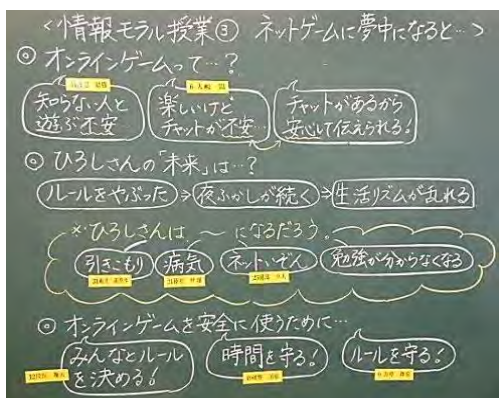 <情報モラル授業③ ネットゲームに夢中になると…>
◎オンラインゲームって…?
知らない人と
遊ぶ不安
楽しいけど
チャットが不安…
チャットがあるから
安心して伝えられる!
◎ひろしさんの「未来」は…?
ルールをやぶった→夜ふかしが続く→生活リズムが乱れる
×ひろしさんは、~になるだろう。
引きこもり 病気 ネットいぞん 勉強が分からなくなる
◎オンラインゲームを安全に使うために…
みんなとルール
を決める!
時間を守る!
ルールを守る!